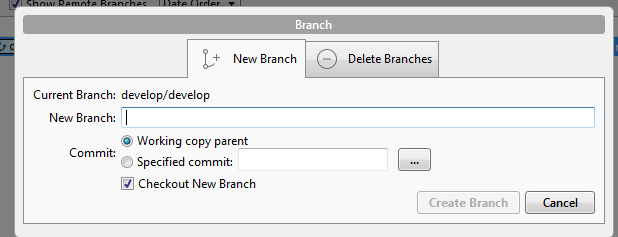 Show Remote Branches Date Order
Branch
New Branch Delete Branches
Current Branch: develop/develop
New Branch:
Commit: Working copy parent
Specified commit: ...
Checkout New Branch
Create Branch Cancel